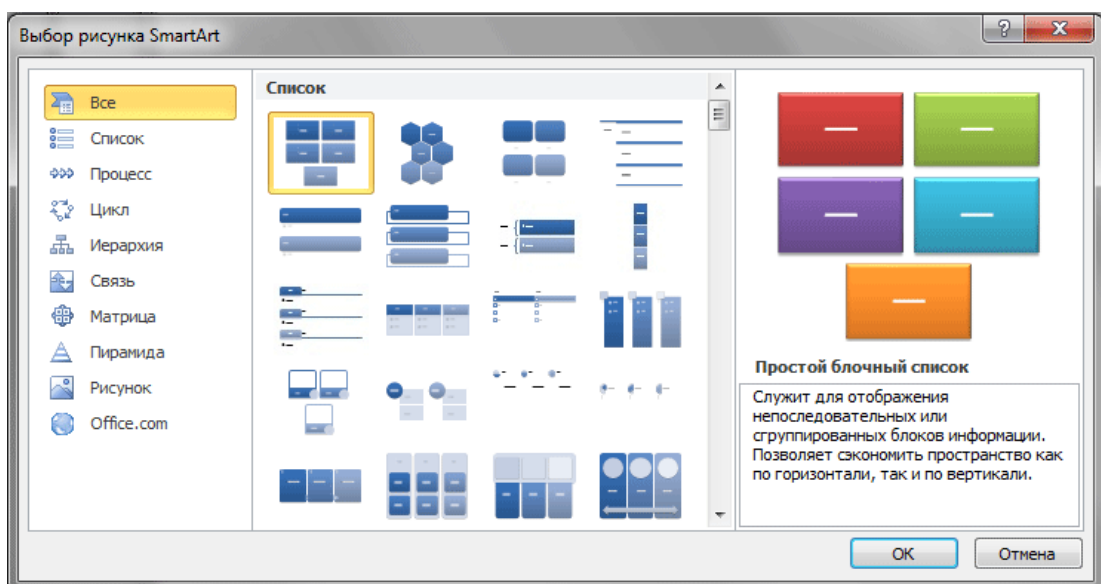 Выбор рисунка SmartArt
Все
Список
Процесс
Цикл
Иерархия
Связь
Матрица
Пирамида
Рисунок
Office.com
Список
Простой блочный список
Служит для отображения
непоследовательных или
сгруппированных блоков информации.
Позволяет сэкономить пространство как
по горизонтали, так и по вертикали.
ОК
Отмена